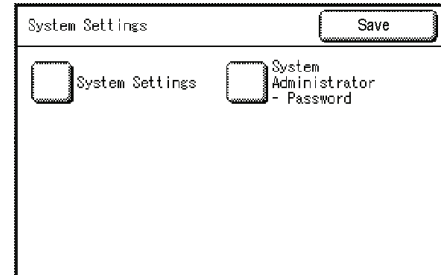 System Settings
Save
System Settings
System
Administrator
- Password